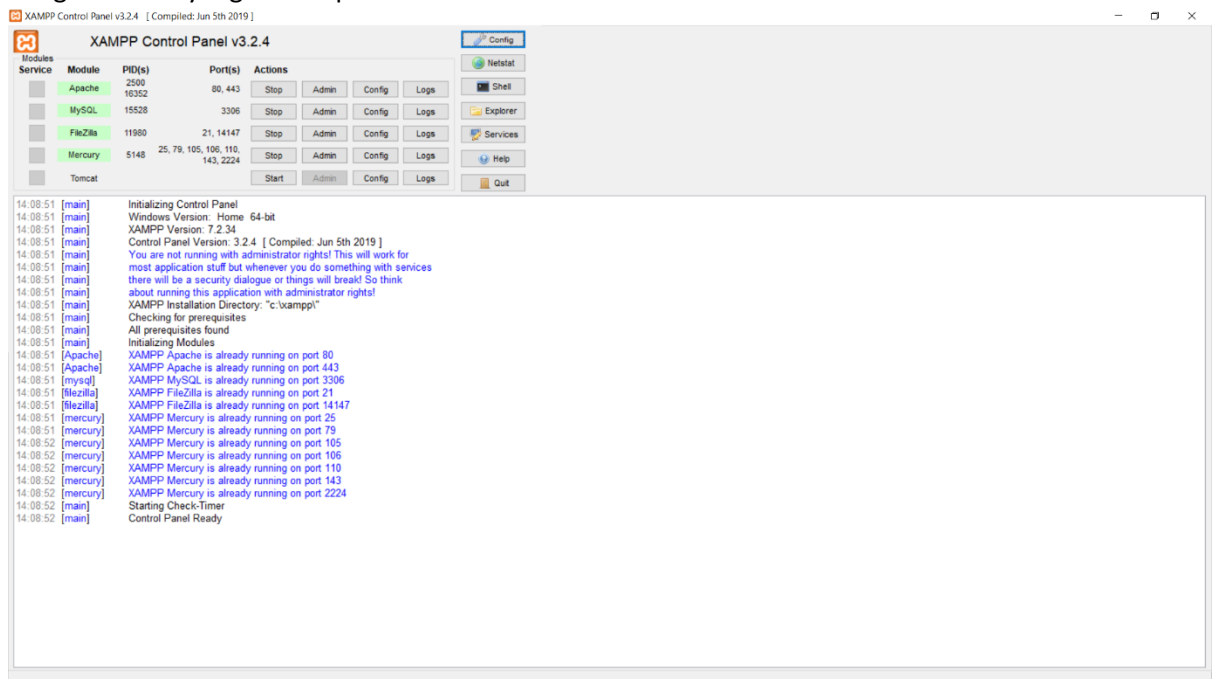 XAMPP Control Panel v3.2.4 [ Compiled: Jun 5th 2019 ]
XAMPP Control Panel v3.2.4
Config
Modules
Service Module PID(s) Port(s) Actions
Netstat
Apache 2500 16352 80, 443 Stop Admin Config Logs
Shell
MySQL 15528 3306 Stop Admin Config Logs
Explorer
FileZilla 11980 21, 14147 Stop Admin Config Logs
Services
Mercury 5148 25, 79, 105, 106, 110, 143, 2224 Stop Admin Config Logs
Help
Tomcat Start Admin Config Logs
Quit
14:08:51 [main] Initializing Control Panel
14:08:51 [main] Windows Version: Home 64-bit
14:08:51 [main] XAMPP Version: 7.2.34
14:08:51 [main] Control Panel Version: 3.2.4 [ Compiled: Jun 5th 2019 ]
14:08:51 [main] You are not running with administrator rights! This will work for
14:08:51 [main] most application stuff but whenever you do something with services
14:08:51 [main] there will be a security dialogue or things will break! So think
14:08:51 [main] about running this application with administrator rights!
14:08:51 [main] XAMPP Installation Directory: "c:\xampp\"
14:08:51 [main] Checking for prerequisites
14:08:51 [main] All prerequisites found
14:08:51 [main] Initializing Modules
14:08:51 [Apache] XAMPP Apache is already running on port 80
14:08:51 [Apache] XAMPP Apache is already running on port 443
14:08:51 [mysql] XAMPP MySQL is already running on port 3306
14:08:51 [filezilla] XAMPP FileZilla is already running on port 21
14:08:51 [filezilla] XAMPP FileZilla is already running on port 14147
14:08:51 [mercury] XAMPP Mercury is already running on port 25
14:08:51 [mercury] XAMPP Mercury is already running on port 79
14:08:52 [mercury] XAMPP Mercury is already running on port 105
14:08:52 [mercury] XAMPP Mercury is already running on port 106
14:08:52 [mercury] XAMPP Mercury is already running on port 110
14:08:52 [mercury] XAMPP Mercury is already running on port 143
14:08:52 [mercury] XAMPP Mercury is already running on port 2224
14:08:52 [main] Starting Check-Timer
14:08:52 [main] Control Panel Ready